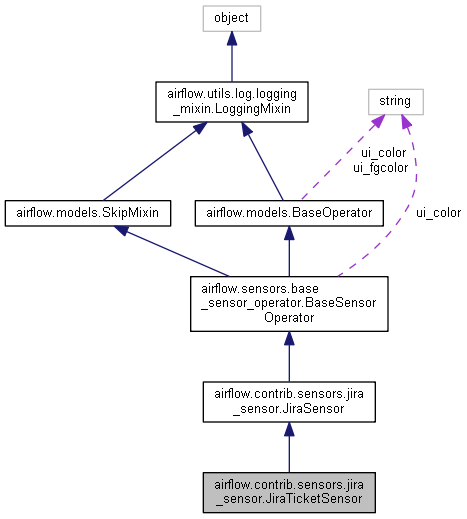 object
airflow.utils.log.logging
_mixin.LoggingMixin
string
ui_color
ui_fgcolor
airflow.models.SkipMixin
airflow.models.BaseOperator
ui_color
airflow.sensors.base
_sensor_operator.BaseSensor
Operator
airflow.contrib.sensors.jira
_sensor.JiraSensor
airflow.contrib.sensors.jira
_sensor.JiraTicketSensor